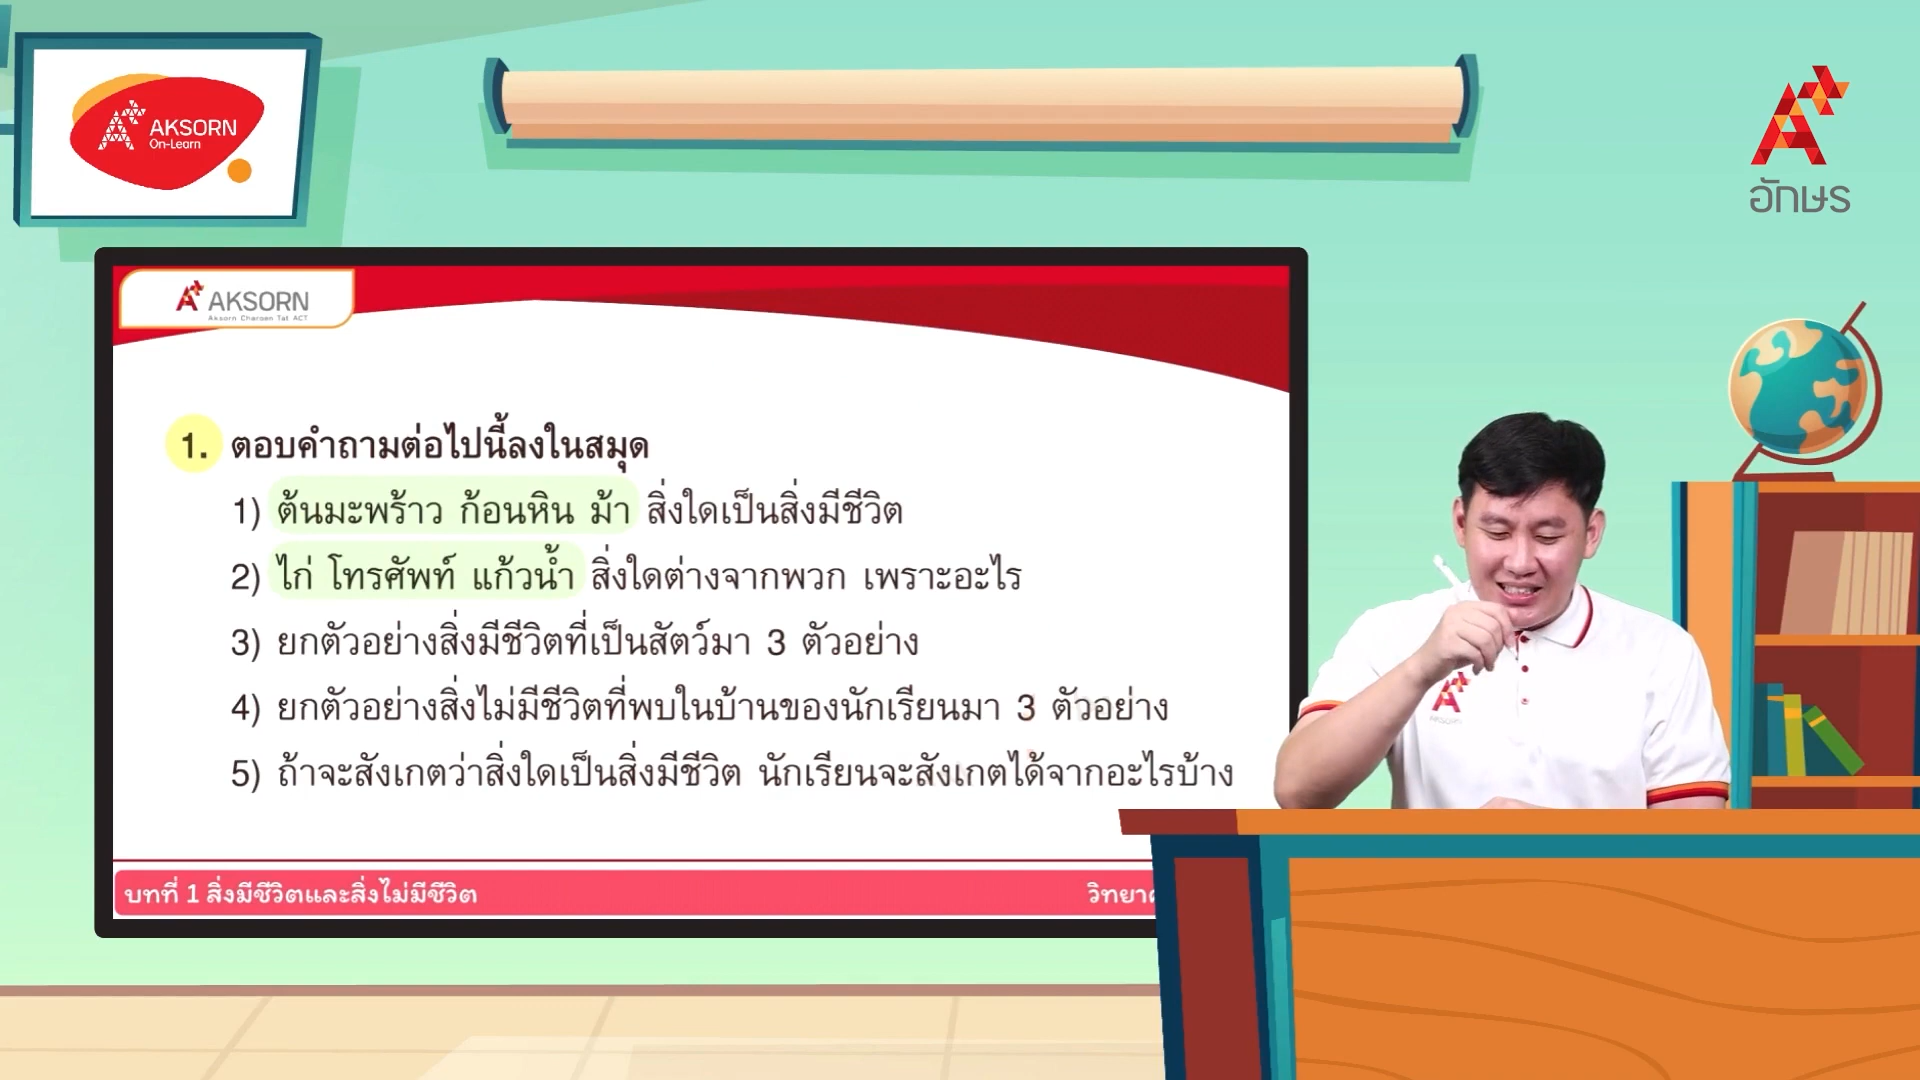 AKSORN
On-Learn
อักษร
AKSORN
Aksorn Charoen Tat ACT
1. ตอบคำถามต่อไปนี้ลงในสมุด
1) ต้นมะพร้าว ก้อนหิน ม้า สิ่งใดเป็นสิ่งมีชีวิต
2) ไก่ โทรศัพท์ แก้วน้ำ สิ่งใดต่างจากพวก เพราะอะไร
3) ยกตัวอย่างสิ่งมีชีวิตที่เป็นสัตว์มา 3 ตัวอย่าง
4) ยกตัวอย่างสิ่งไม่มีชีวิตที่พบในบ้านของนักเรียนมา 3 ตัวอย่าง
5) ถ้าจะสังเกตว่าสิ่งใดเป็นสิ่งมีชีวิต นักเรียนจะสังเกตได้จากอะไรบ้าง
บทที่ 1 สิ่งมีชีวิตและสิ่งไม่มีชีวิต
AKSORN